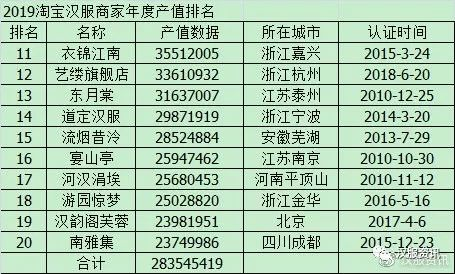 2019淘宝汉服商家年度产值排名
排名 名称 产值数据 所在城市 认证时间
11 衣锦江南 35512005 浙江嘉兴 2015-3-24
12 艺缕旗舰店 33610932 浙江杭州 2018-6-20
13 东月棠 31637007 江苏泰州 2010-12-25
14 道定汉服 29871919 浙江宁波 2014-3-20
15 流烟昔泠 28524884 安徽芜湖 2013-7-29
16 宴山亭 25947462 江苏南京 2010-10-30
17 河汉涓埃 25680453 河南平顶山 2010-11-12
18 游园惊梦 25028820 浙江金华 2016-5-16
19 汉韵阁芙蓉 23981951 北京 2017-4-6
20 南雅集 23749986 四川成都 2015-12-23
合计 283545419
汉服资讯